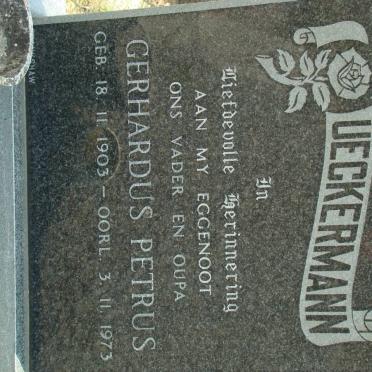 UECKERMANN
In
Liefdevolle Herinnering
AAN MY EGGENOOT
ONS VADER EN OUPA
GERHARDUS PETRUS
GEB. 18. 11. 1903 — OORL. 3. 11. 1973